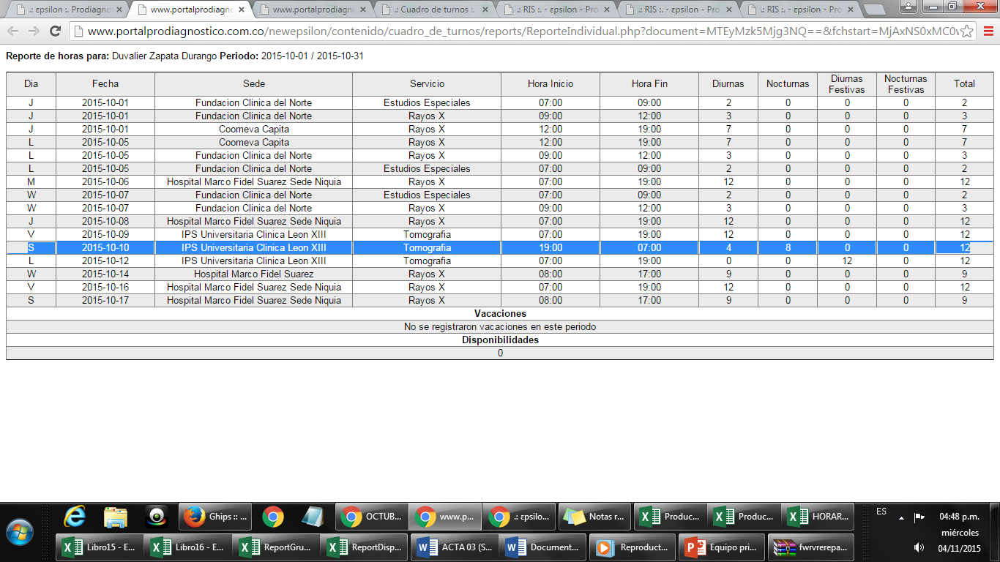 .: εpsilon :. Prodiagno
www.portalprodiagnos
www.portalprodiagnos
.: Cuadro de turnos :.
.: RIS :. - εpsilon - Pro
.: RIS :. - εpsilon - Pro
.: RIS :. - εpsilon - Pro
www.portalprodiagnostico.com.co/newepsilon/contenido/cuadro_de_turnos/reports/ReporteIndividual.php?document=MTEyMzk5Mjg3NQ==&fchstart=MjAxNS0xMC0
Reporte de horas para: Duvalier Zapata Durango Periodo: 2015-10-01 / 2015-10-31
Dia Fecha Sede Servicio Hora Inicio Hora Fin Diurnas Nocturnas Diurnas Festivas Nocturnas Festivas Total
J 2015-10-01 Fundacion Clinica del Norte Estudios Especiales 07:00 09:00 2 0 0 0 2
J 2015-10-01 Fundacion Clinica del Norte Rayos X 09:00 12:00 3 0 0 0 3
J 2015-10-01 Coomeva Capita Rayos X 12:00 19:00 7 0 0 0 7
L 2015-10-05 Coomeva Capita Rayos X 12:00 19:00 7 0 0 0 7
L 2015-10-05 Fundacion Clinica del Norte Rayos X 09:00 12:00 3 0 0 0 3
L 2015-10-05 Fundacion Clinica del Norte Estudios Especiales 07:00 09:00 2 0 0 0 2
M 2015-10-06 Hospital Marco Fidel Suarez Sede Niquia Rayos X 07:00 19:00 12 0 0 0 12
W 2015-10-07 Fundacion Clinica del Norte Estudios Especiales 07:00 09:00 2 0 0 0 2
W 2015-10-07 Fundacion Clinica del Norte Rayos X 09:00 12:00 3 0 0 0 3
J 2015-10-08 Hospital Marco Fidel Suarez Sede Niquia Rayos X 07:00 19:00 12 0 0 0 12
V 2015-10-09 IPS Universitaria Clinica Leon XIII Tomografia 07:00 19:00 12 0 0 0 12
S 2015-10-10 IPS Universitaria Clinica Leon XIII Tomografia 19:00 07:00 4 8 0 0 12
L 2015-10-12 IPS Universitaria Clinica Leon XIII Tomografia 07:00 19:00 0 0 12 0 12
W 2015-10-14 Hospital Marco Fidel Suarez Rayos X 08:00 17:00 9 0 0 0 9
V 2015-10-16 Hospital Marco Fidel Suarez Sede Niquia Rayos X 07:00 19:00 12 0 0 0 12
S 2015-10-17 Hospital Marco Fidel Suarez Sede Niquia Rayos X 08:00 17:00 9 0 0 0 9
Vacaciones
No se registraron vacaciones en este periodo
Disponibilidades
0
Ghips :: ...
OCTUB...
www.p...
.: εpsilo...
Notas r...
Produc...
Produc...
HORAR...
ES
04:48 p.m.
miércoles
04/11/2015
Libro15 - E...
Libro16 - E...
ReportGru...
ReportDisp...
ACTA 03 (S...
Document...
Reproduct...
Equipo pri...
fwrvrerepa...